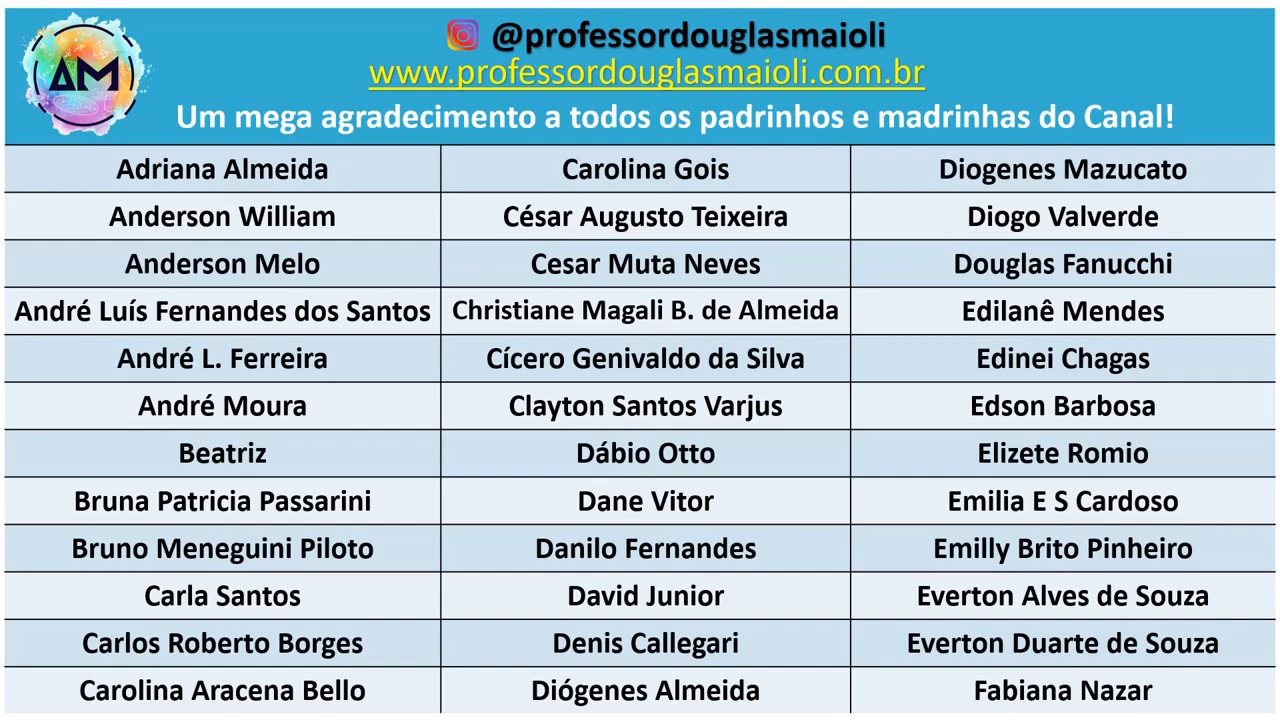 @professordouglasmaioli
www.professordouglasmaioli.com.br
Um mega agradecimento a todos os padrinhos e madrinhas do Canal!
Adriana Almeida Carolina Gois Diogenes Mazucato
Anderson William César Augusto Teixeira Diogo Valverde
Anderson Melo Cesar Muta Neves Douglas Fanucchi
André Luís Fernandes dos Santos Christiane Magali B. de Almeida Edilanê Mendes
André L. Ferreira Cícero Genivaldo da Silva Edinei Chagas
André Moura Clayton Santos Varjus Edson Barbosa
Beatriz Dábio Otto Elizete Romio
Bruna Patricia Passarini Dane Vitor Emilia E S Cardoso
Bruno Meneguini Piloto Danilo Fernandes Emilly Brito Pinheiro
Carla Santos David Junior Everton Alves de Souza
Carlos Roberto Borges Denis Callegari Everton Duarte de Souza
Carolina Aracena Bello Diógenes Almeida Fabiana Nazar